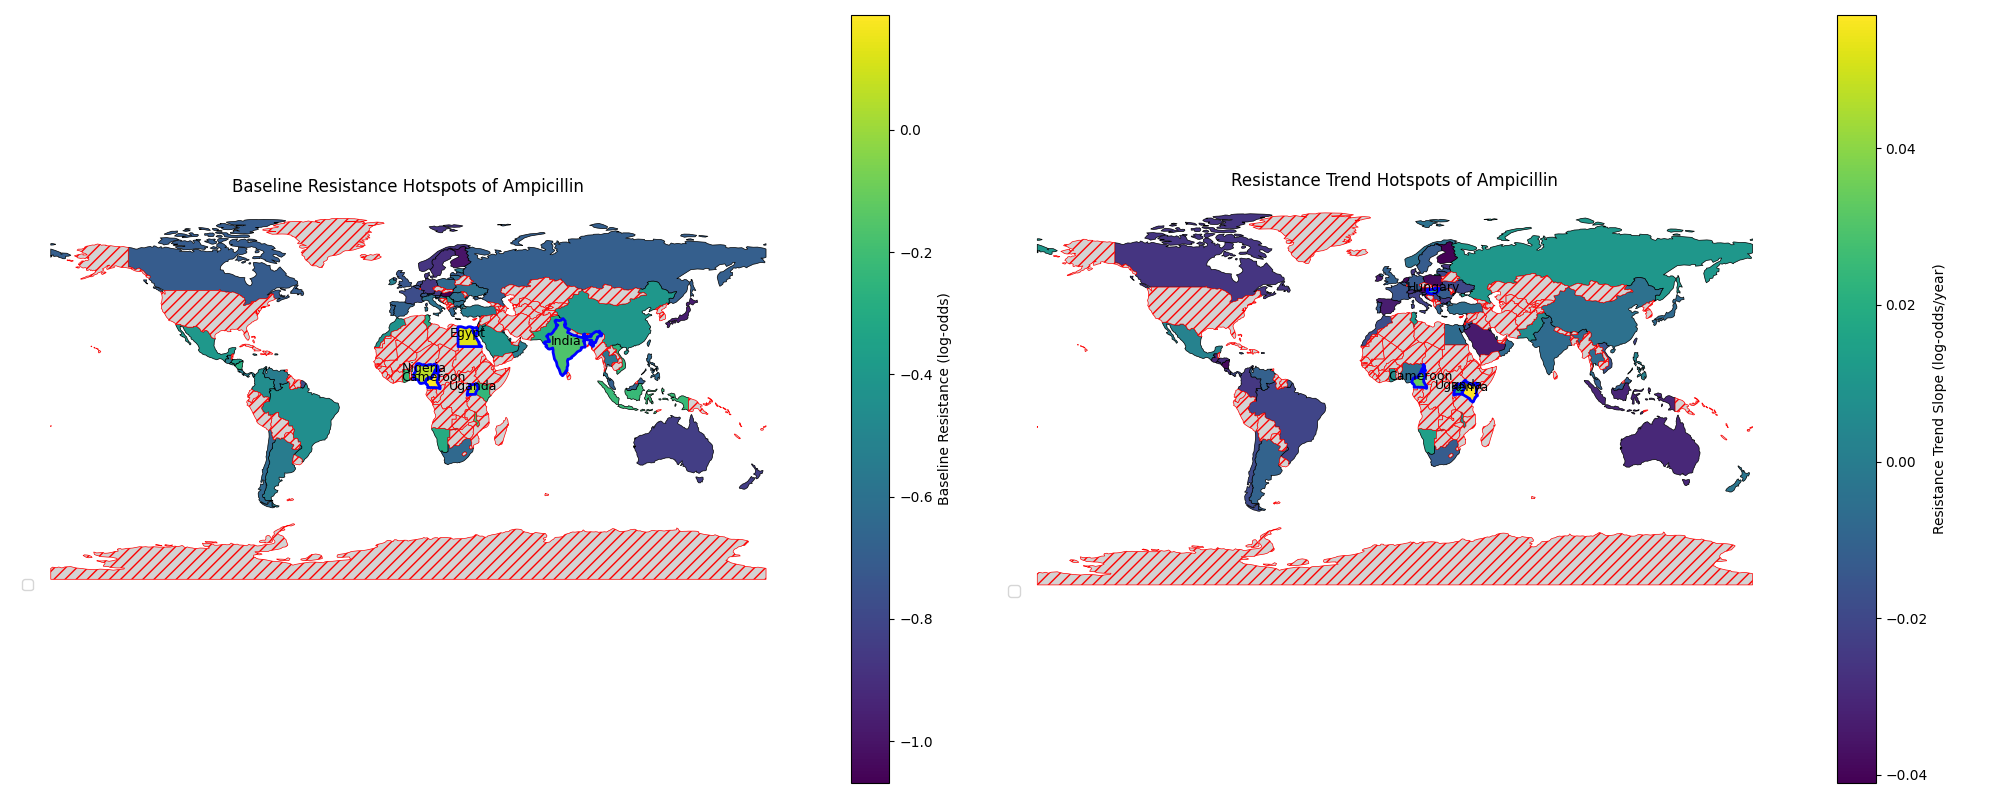 Baseline Resistance Hotspots of Ampicillin
Egypt
India
Nigeria
Cameroon
Uganda
0.0
−0.2
−0.4
−0.6
−0.8
−1.0
Baseline Resistance (log-odds)
Resistance Trend Hotspots of Ampicillin
Hungary
Cameroon
Uganda
Kenya
0.04
0.02
0.00
−0.02
−0.04
Resistance Trend Slope (log-odds/year)